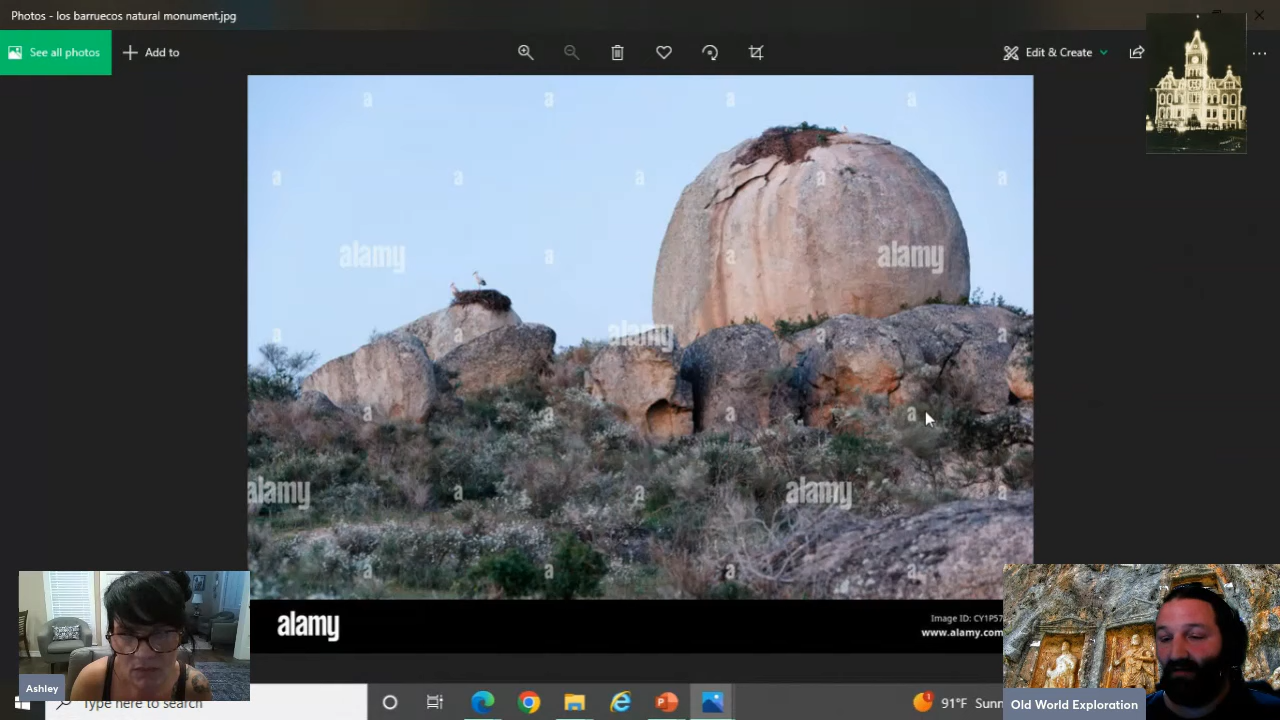 Photos - los barruecos natural monument.jpg
See all photos
Add to
Edit & Create
a a a a
a a a a a
alamy a a alamy
a alamy a a
a a a a
alamy a a alamy a
a a a a
alamy
Image ID: CY1P57
www.alamy.com
Ashley
Type here to search
91°F Sunn
Old World Exploration